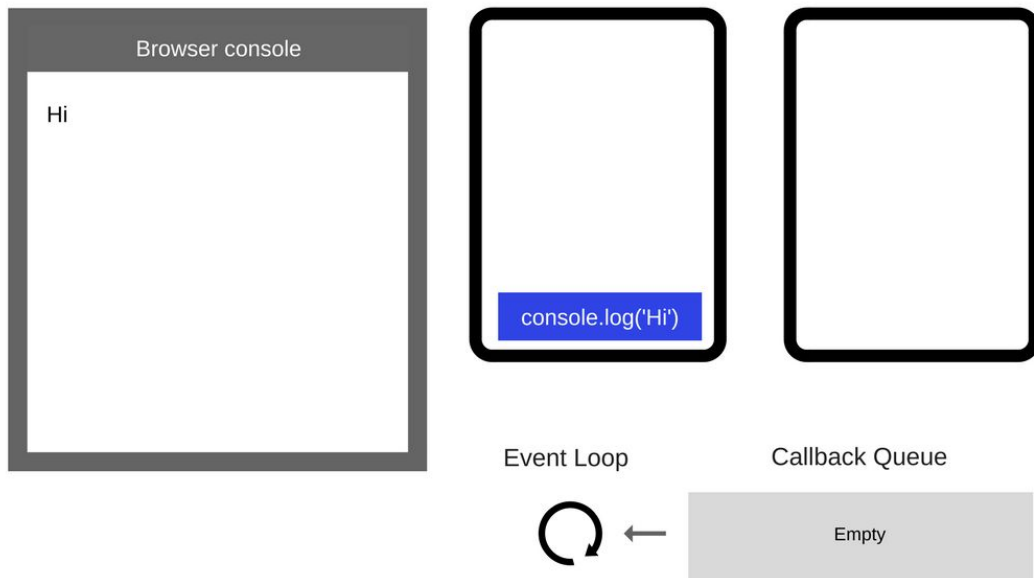 Browser console
Hi
console.log('Hi')
Event Loop
Callback Queue
Empty